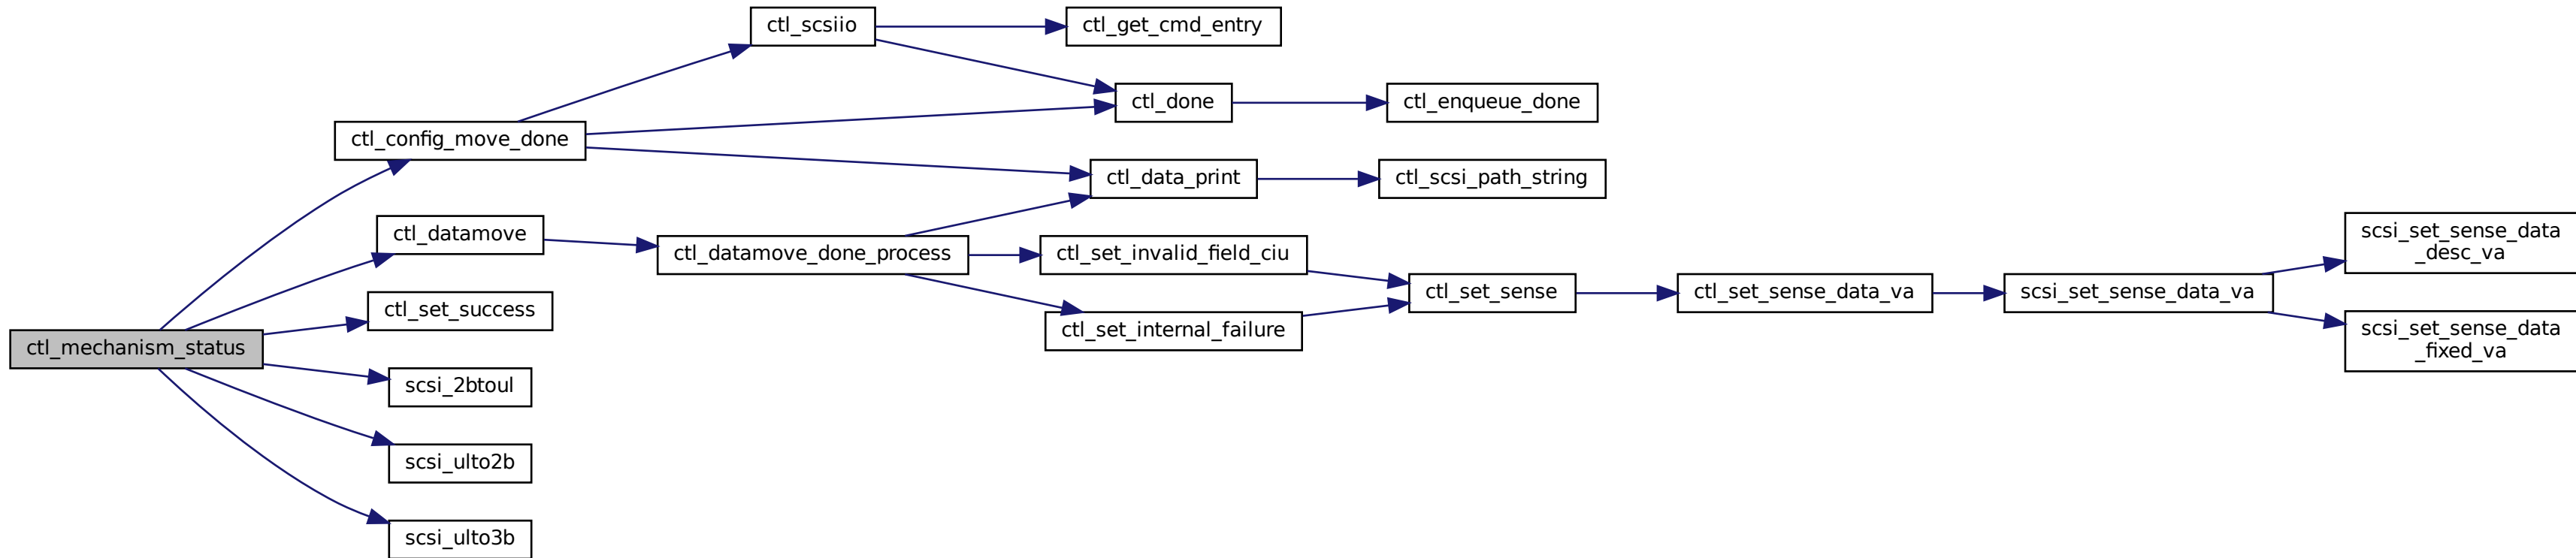 ctl_mechanism_status
ctl_config_move_done
ctl_datamove
ctl_set_success
scsi_2btoul
scsi_ulto2b
scsi_ulto3b
ctl_scsiio
ctl_datamove_done_process
ctl_get_cmd_entry
ctl_done
ctl_data_print
ctl_set_invalid_field_ciu
ctl_set_internal_failure
ctl_enqueue_done
ctl_scsi_path_string
ctl_set_sense
ctl_set_sense_data_va
scsi_set_sense_data_va
scsi_set_sense_data
_desc_va
scsi_set_sense_data
_fixed_va